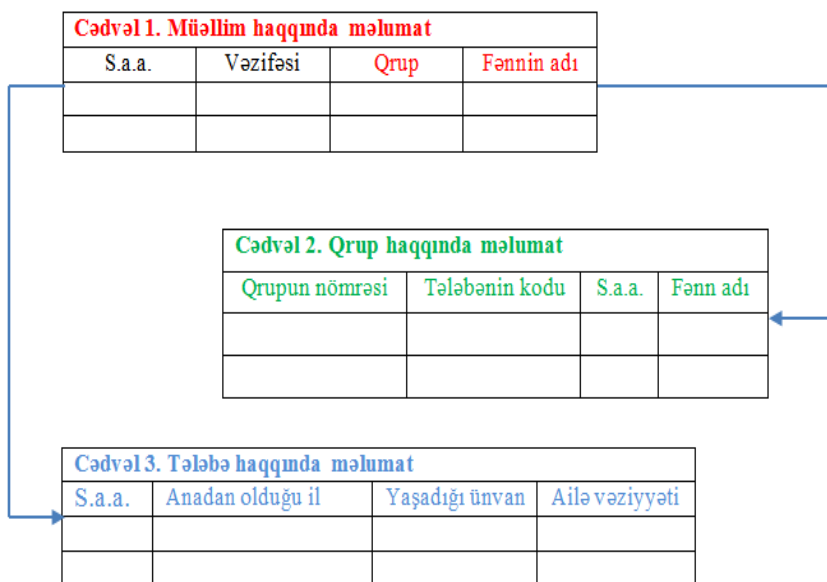 Cədvəl 1. Müəllim haqqında məlumat
S.a.a. Vəzifəsi Qrup Fənnin adı
Cədvəl 2. Qrup haqqında məlumat
Qrupun nömrəsi Tələbənin kodu S.a.a. Fənn adı
Cədvəl 3. Tələbə haqqında məlumat
S.a.a. Anadan olduğu il Yaşadığı ünvan Ailə vəziyyəti